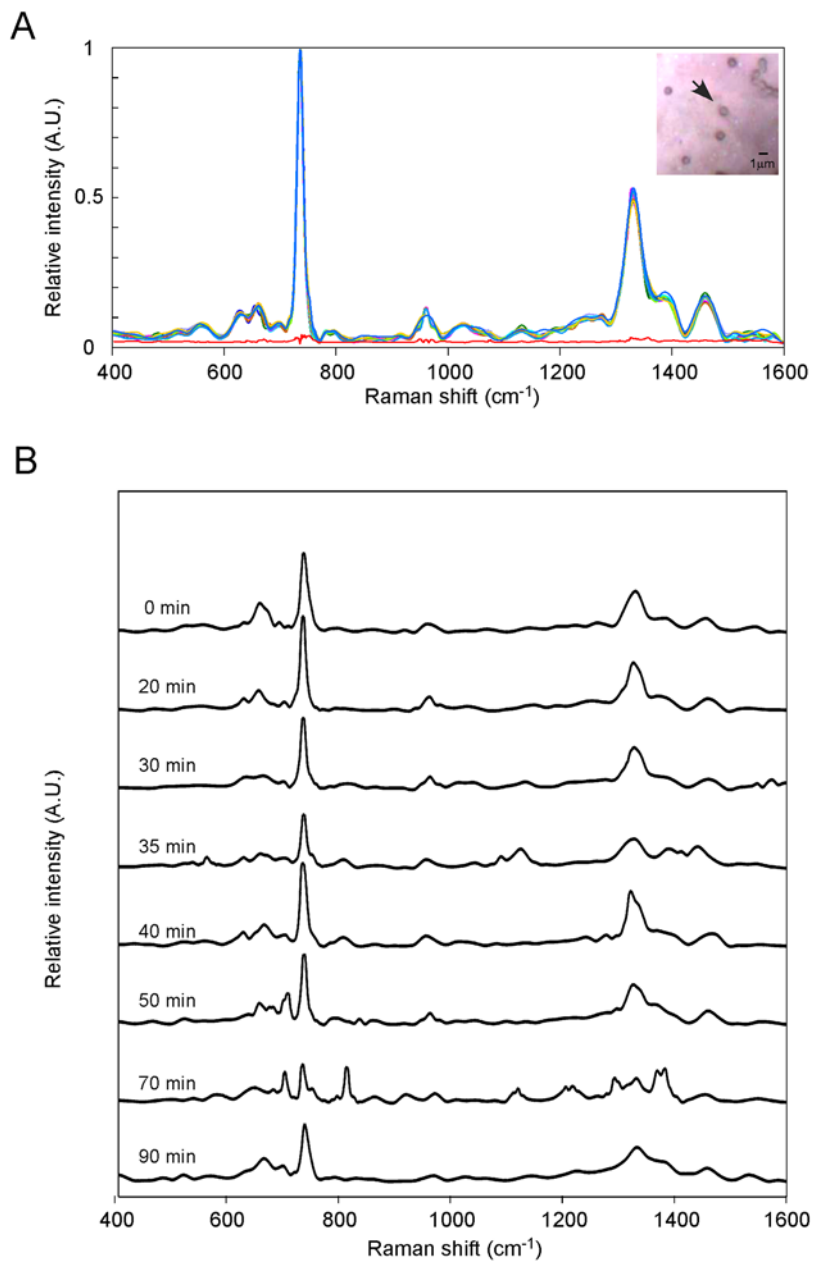 A
1
0.5
0
Relative intensity (A.U.)
1μm
400 600 800 1000 1200 1400 1600
Raman shift (cm-1)
B
0 min
20 min
30 min
35 min
40 min
50 min
70 min
90 min
Relative intensity (A.U.)
400 600 800 1000 1200 1400 1600
Raman shift (cm-1)